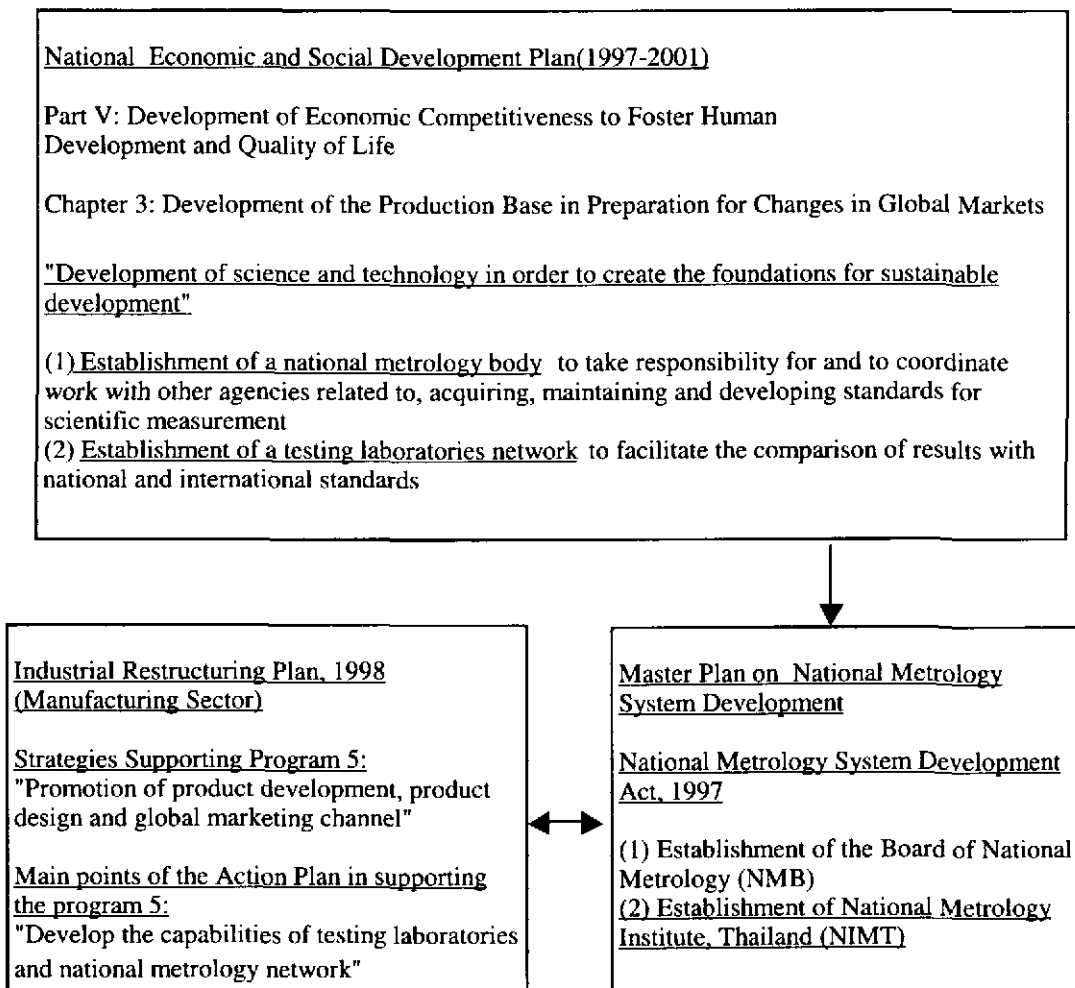 National Economic and Social Development Plan(1997-2001)
Part V: Development of Economic Competitiveness to Foster Human
Development and Quality of Life
Chapter 3: Development of the Production Base in Preparation for Changes in Global Markets
"Development of science and technology in order to create the foundations for sustainable
development"
(1) Establishment of a national metrology body to take responsibility for and to coordinate
work with other agencies related to, acquiring, maintaining and developing standards for
scientific measurement
(2) Establishment of a testing laboratories network to facilitate the comparison of results with
national and international standards
Industrial Restructuring Plan, 1998
(Manufacturing Sector)
Strategies Supporting Program 5:
"Promotion of product development, product
design and global marketing channel"
Main points of the Action Plan in supporting
the program 5:
"Develop the capabilities of testing laboratories
and national metrology network"
Master Plan on National Metrology
System Development
National Metrology System Development
Act, 1997
(1) Establishment of the Board of National
Metrology (NMB)
(2) Establishment of National Metrology
Institute, Thailand (NIMT)